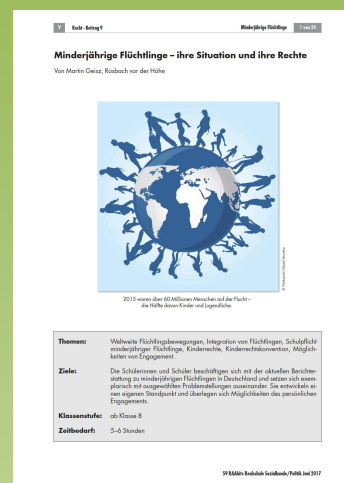 V Recht • Beitrag 9 Minderjährige Flüchtlinge 1 von 34
Minderjährige Flüchtlinge – ihre Situation und ihre Rechte
Von Martin Geisz, Rosbach vor der Höhe
2015 waren über 60 Millionen Menschen auf der Flucht –
die Hälfte davon Kinder und Jugendliche.
Themen: Weltweite Flüchtlingsbewegungen, Integration von Flüchtlingen, Schulpflicht
minderjähriger Flüchtlinge, Kinderrechte, Kinderrechtskonvention, Möglich-
keiten von Engagement.
Ziele: Die Schülerinnen und Schüler beschäftigen sich mit der aktuellen Berichter-
stattung zu minderjährigen Flüchtlingen in Deutschland und setzen sich exem-
plarisch mit ausgewählten Problemstellungen auseinander. Sie entwickeln ei-
nen eigenen Standpunkt und überlegen sich Möglichkeiten des persönlichen
Engagements.
Klassenstufe: ab Klasse 8
Zeitbedarf: 5–6 Stunden
59 RAAbits Realschule Sozialkunde/Politik Juni 2017